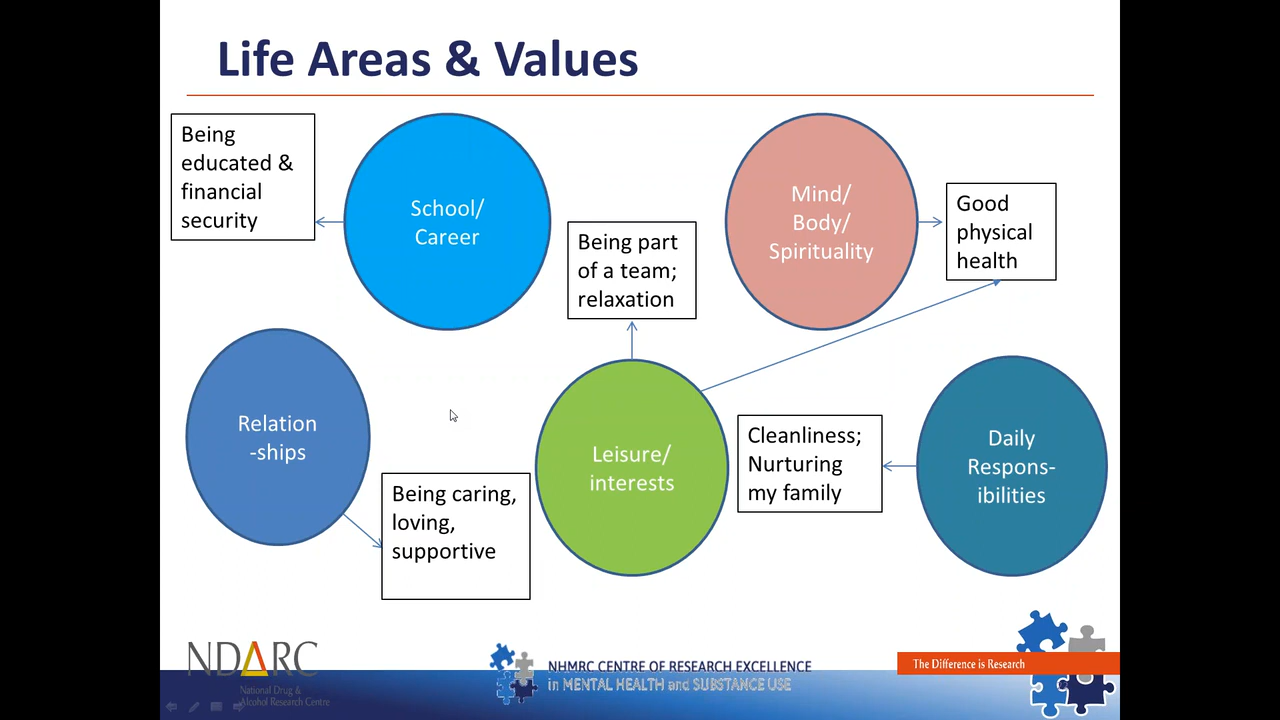 Life Areas & Values
Being
educated &
financial
security
School/
Career
Being part
of a team;
relaxation
Mind/
Body/
Spirituality
Good
physical
health
Relation
-ships
Being caring,
loving,
supportive
Leisure/
interests
Cleanliness;
Nurturing
my family
Daily
Respons-
ibilities
NDARC
National Drug &
Alcohol Research Centre
NHMRC CENTRE OF RESEARCH EXCELLENCE
in MENTAL HEALTH and SUBSTANCE USE
The Difference is Research